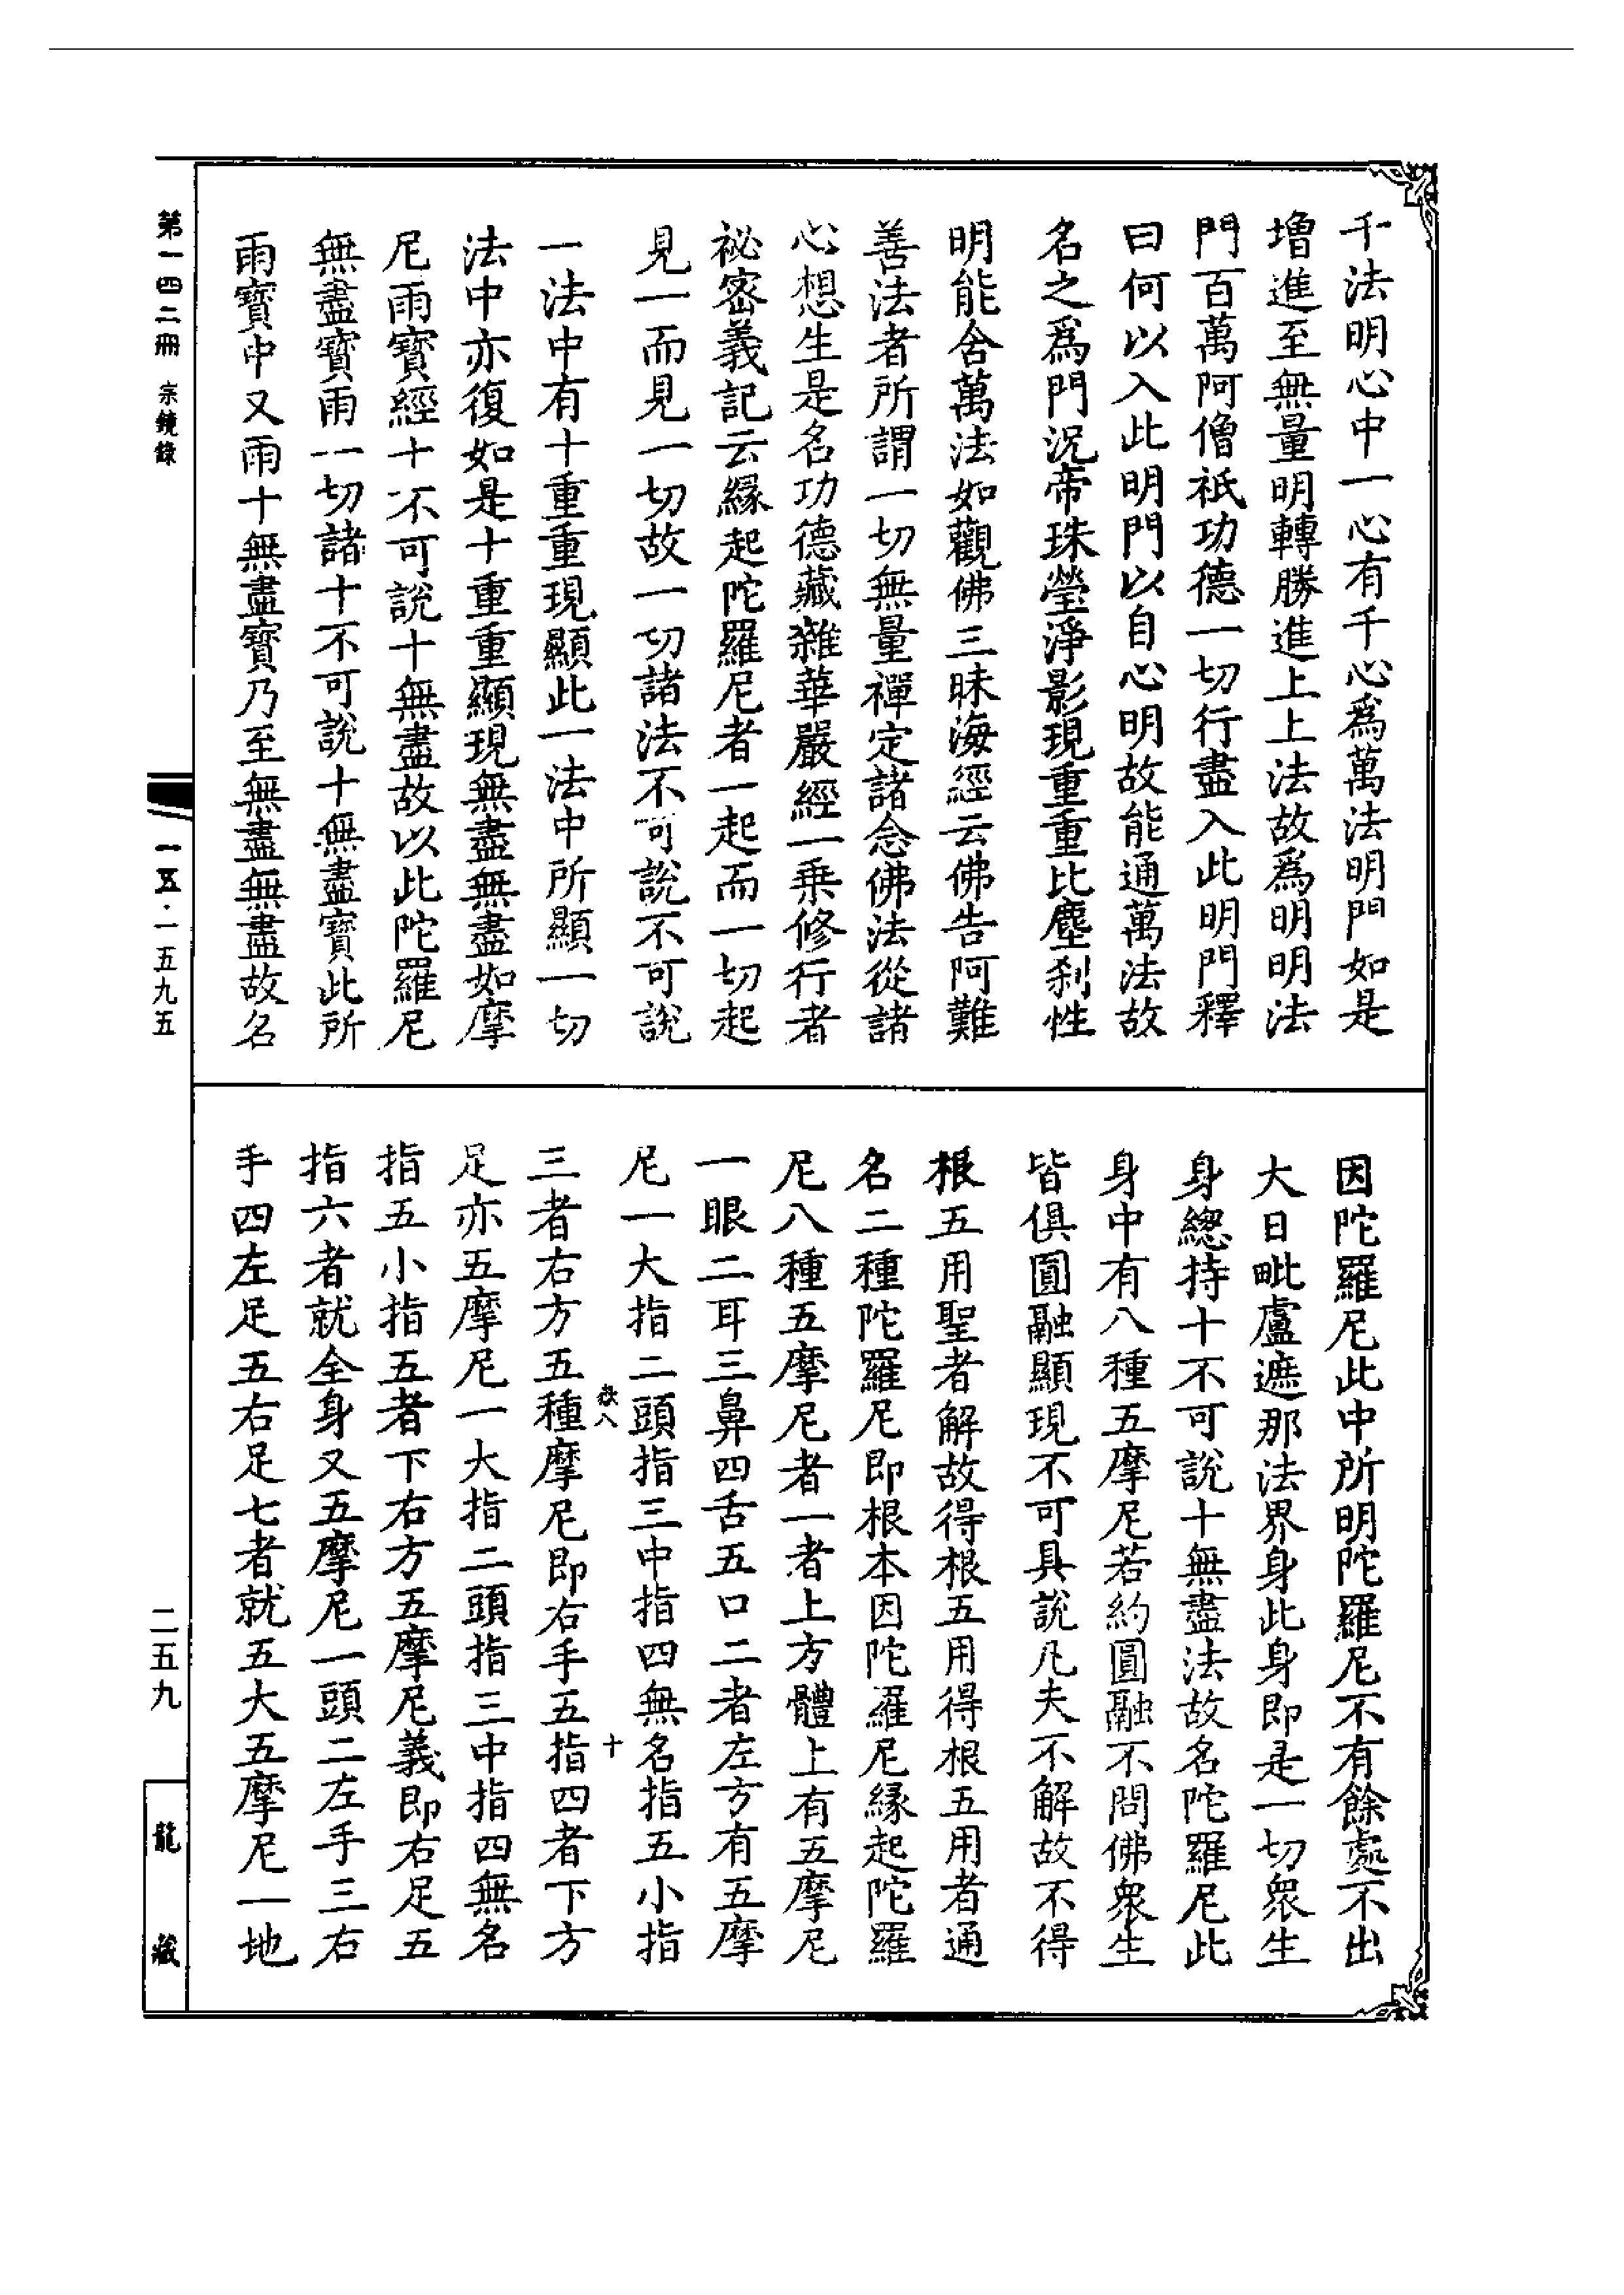 千法明心中一心有千心爲萬法明門如是
增進至無量明轉勝進上上法故爲明明法
門百萬阿僧祇功德一切行盡入此明門釋
曰何以入此明門以自心明故能通萬法故
名之爲門況帝珠瑩淨影現重重比塵刹性
明能含萬法如觀佛三昧海經云佛告阿難
善法者所謂一切無量禪定諸念佛法從諸
心想生是名功德藏雜華嚴經一乗修行者
祕密義記云緣起陀羅尼者一起而一切起
見一而見一切故一切諸法不可說不可說
一法中有十重重現顯此一法中所顯一切
法中亦復如是十重重顯現無盡無盡如摩
尼雨寶經十不可說十無盡故以此陀羅尼
無盡寶雨一切諸十不可說十無盡寶此所
雨寶中又雨十無盡寶乃至無盡無盡故名
因陀羅尼此中所明陀羅尼不有餘處不出
大日毗盧遮那法界身此身即是一切衆生
身總持十不可說十無盡法故名陀羅尼此
身中有八種五摩尼若約圓融不問佛衆生
皆俱圓融顯現不可具說凡夫不解故不得
根五用聖者解故得根五用得根五用者通
名二種陀羅尼即根本因陀羅尼緣起陀羅
尼八種五摩尼者一者上方體上有五摩尼
一眼二耳三鼻四舌五口二者左方有五摩
尼一大指二頭指三中指四無名指五小指
三者右方五種摩尼即右手五指四者下方
足亦五摩尼一大指二頭指三中指四無名
指五小指五者下右方五摩尼義即右足五
指六者就全身又五摩尼一頭二左手三右
手四左足五右足七者就五大五摩尼一地
十
第一四二冊 宗鏡錄
一五·一五九五
二五九
龍藏